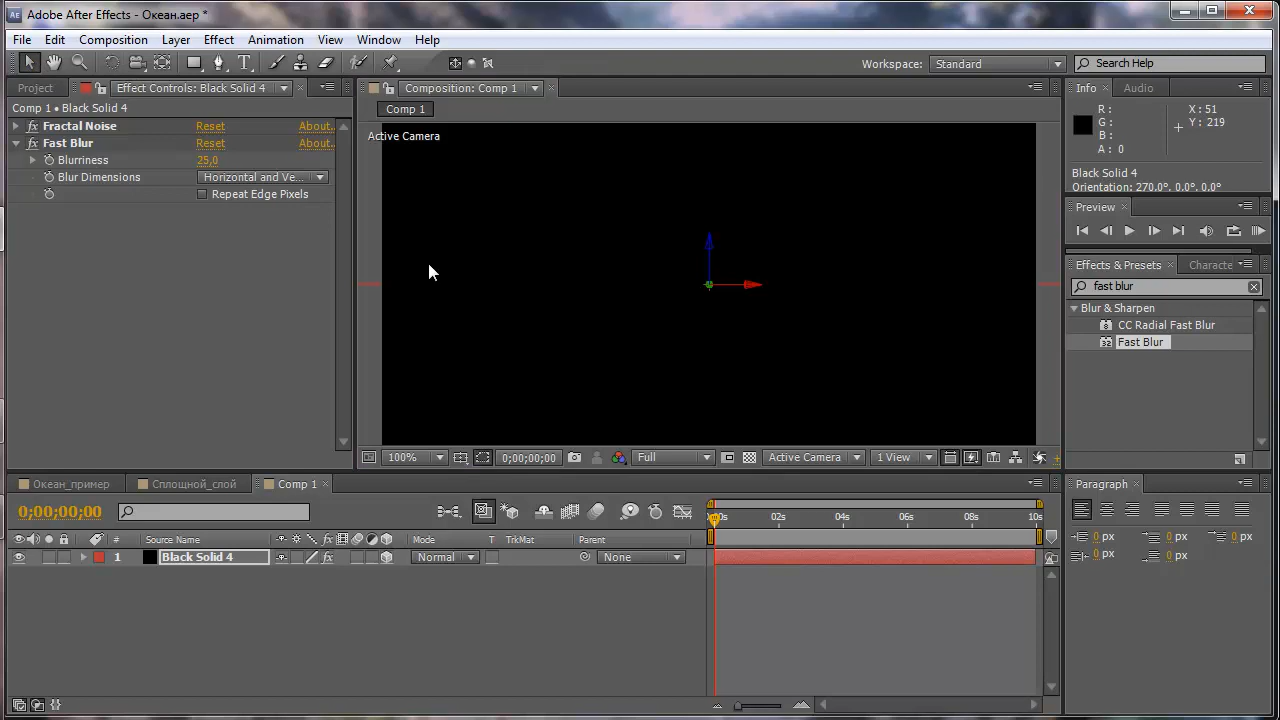 Adobe After Effects - Океан.aep *
File Edit Composition Layer Effect Animation View Window Help
Workspace: Standard Search Help
Project Effect Controls: Black Solid 4 Composition: Comp 1 Info Audio
Comp 1 • Black Solid 4
Comp 1
R : X : 51
G : Y : 219
B :
A : 0
Fractal Noise Reset About..
Fast Blur Reset About..
Blurriness 25,0
Blur Dimensions Horizontal and Ve...
Repeat Edge Pixels
Active Camera
Black Solid 4
Orientation: 270.0°, 0.0°, 0.0°
Preview
Effects & Presets Characte
fast blur
Blur & Sharpen
CC Radial Fast Blur
Fast Blur
100% 0;00;00;00 Full Active Camera 1 View
Океан_пример Сплощной_слой Comp 1 Paragraph
0;00;00;00
02s 04s 06s 08s 10s
# Source Name Mode T TrkMat Parent
1 Black Solid 4 Normal None
0 px 0 px 0 px
0 px 0 px